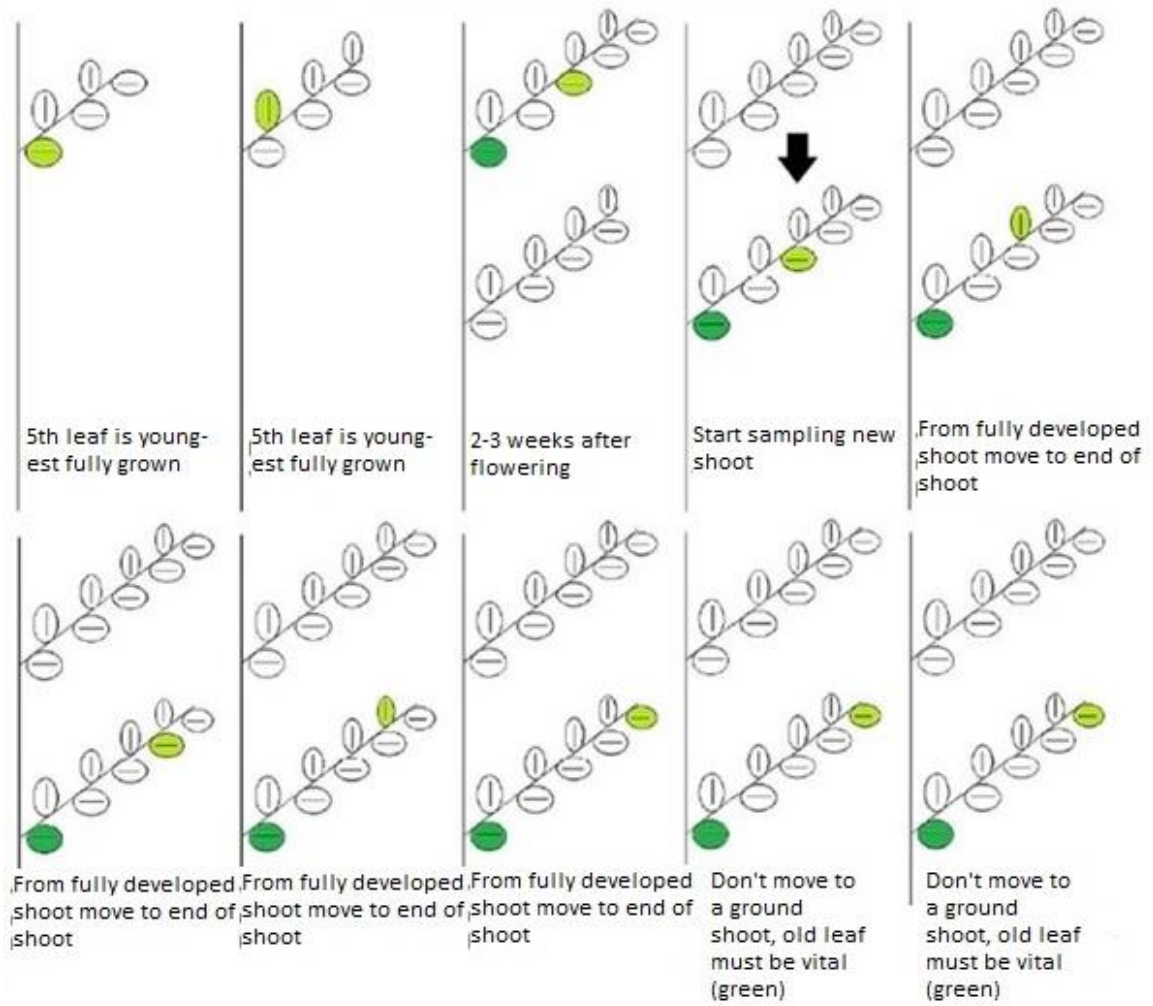 5th leaf is young-
est fully grown
5th leaf is young-
est fully grown
2-3 weeks after
flowering
Start sampling new
shoot
From fully developed
shoot move to end of
shoot
From fully developed
shoot move to end of
shoot
From fully developed
shoot move to end of
shoot
From fully developed
shoot move to end of
shoot
Don't move to
a ground
shoot, old leaf
must be vital
(green)
Don't move to
a ground
shoot, old leaf
must be vital
(green)